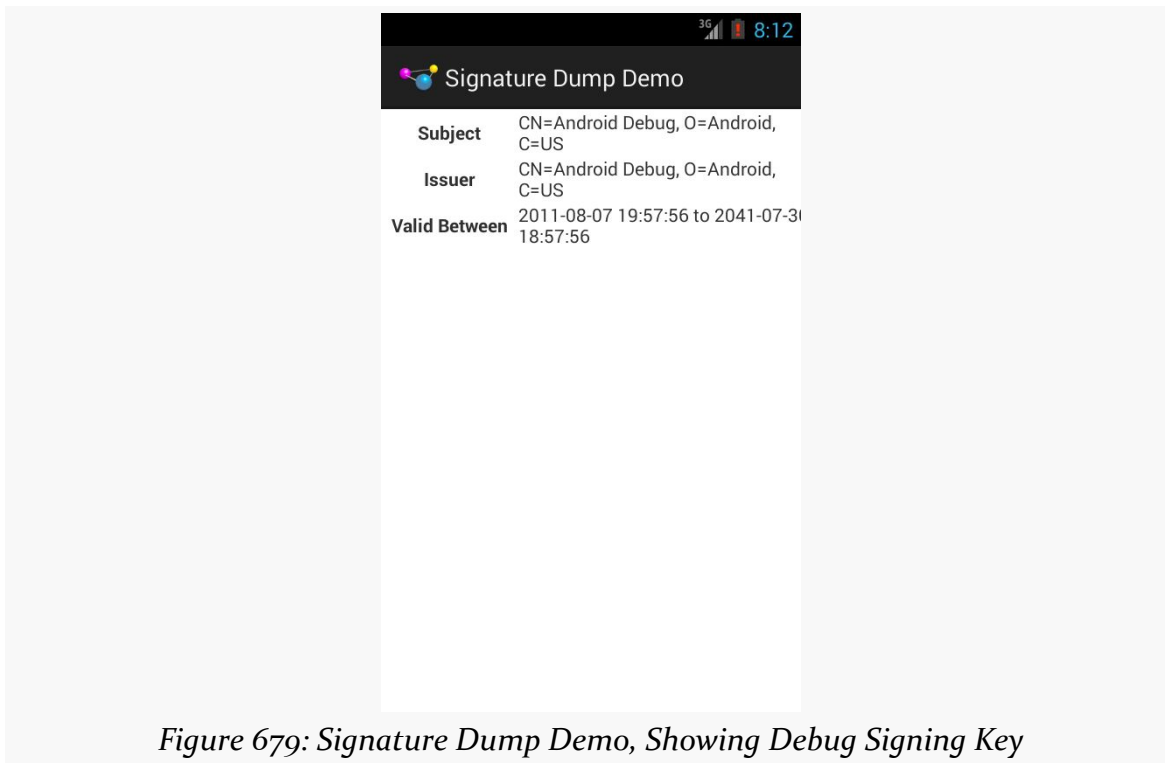 3G 8:12
Signature Dump Demo
Subject CN=Android Debug, O=Android,
C=US
Issuer CN=Android Debug, O=Android,
C=US
Valid Between 2011-08-07 19:57:56 to 2041-07-30
18:57:56
Figure 679: Signature Dump Demo, Showing Debug Signing Key